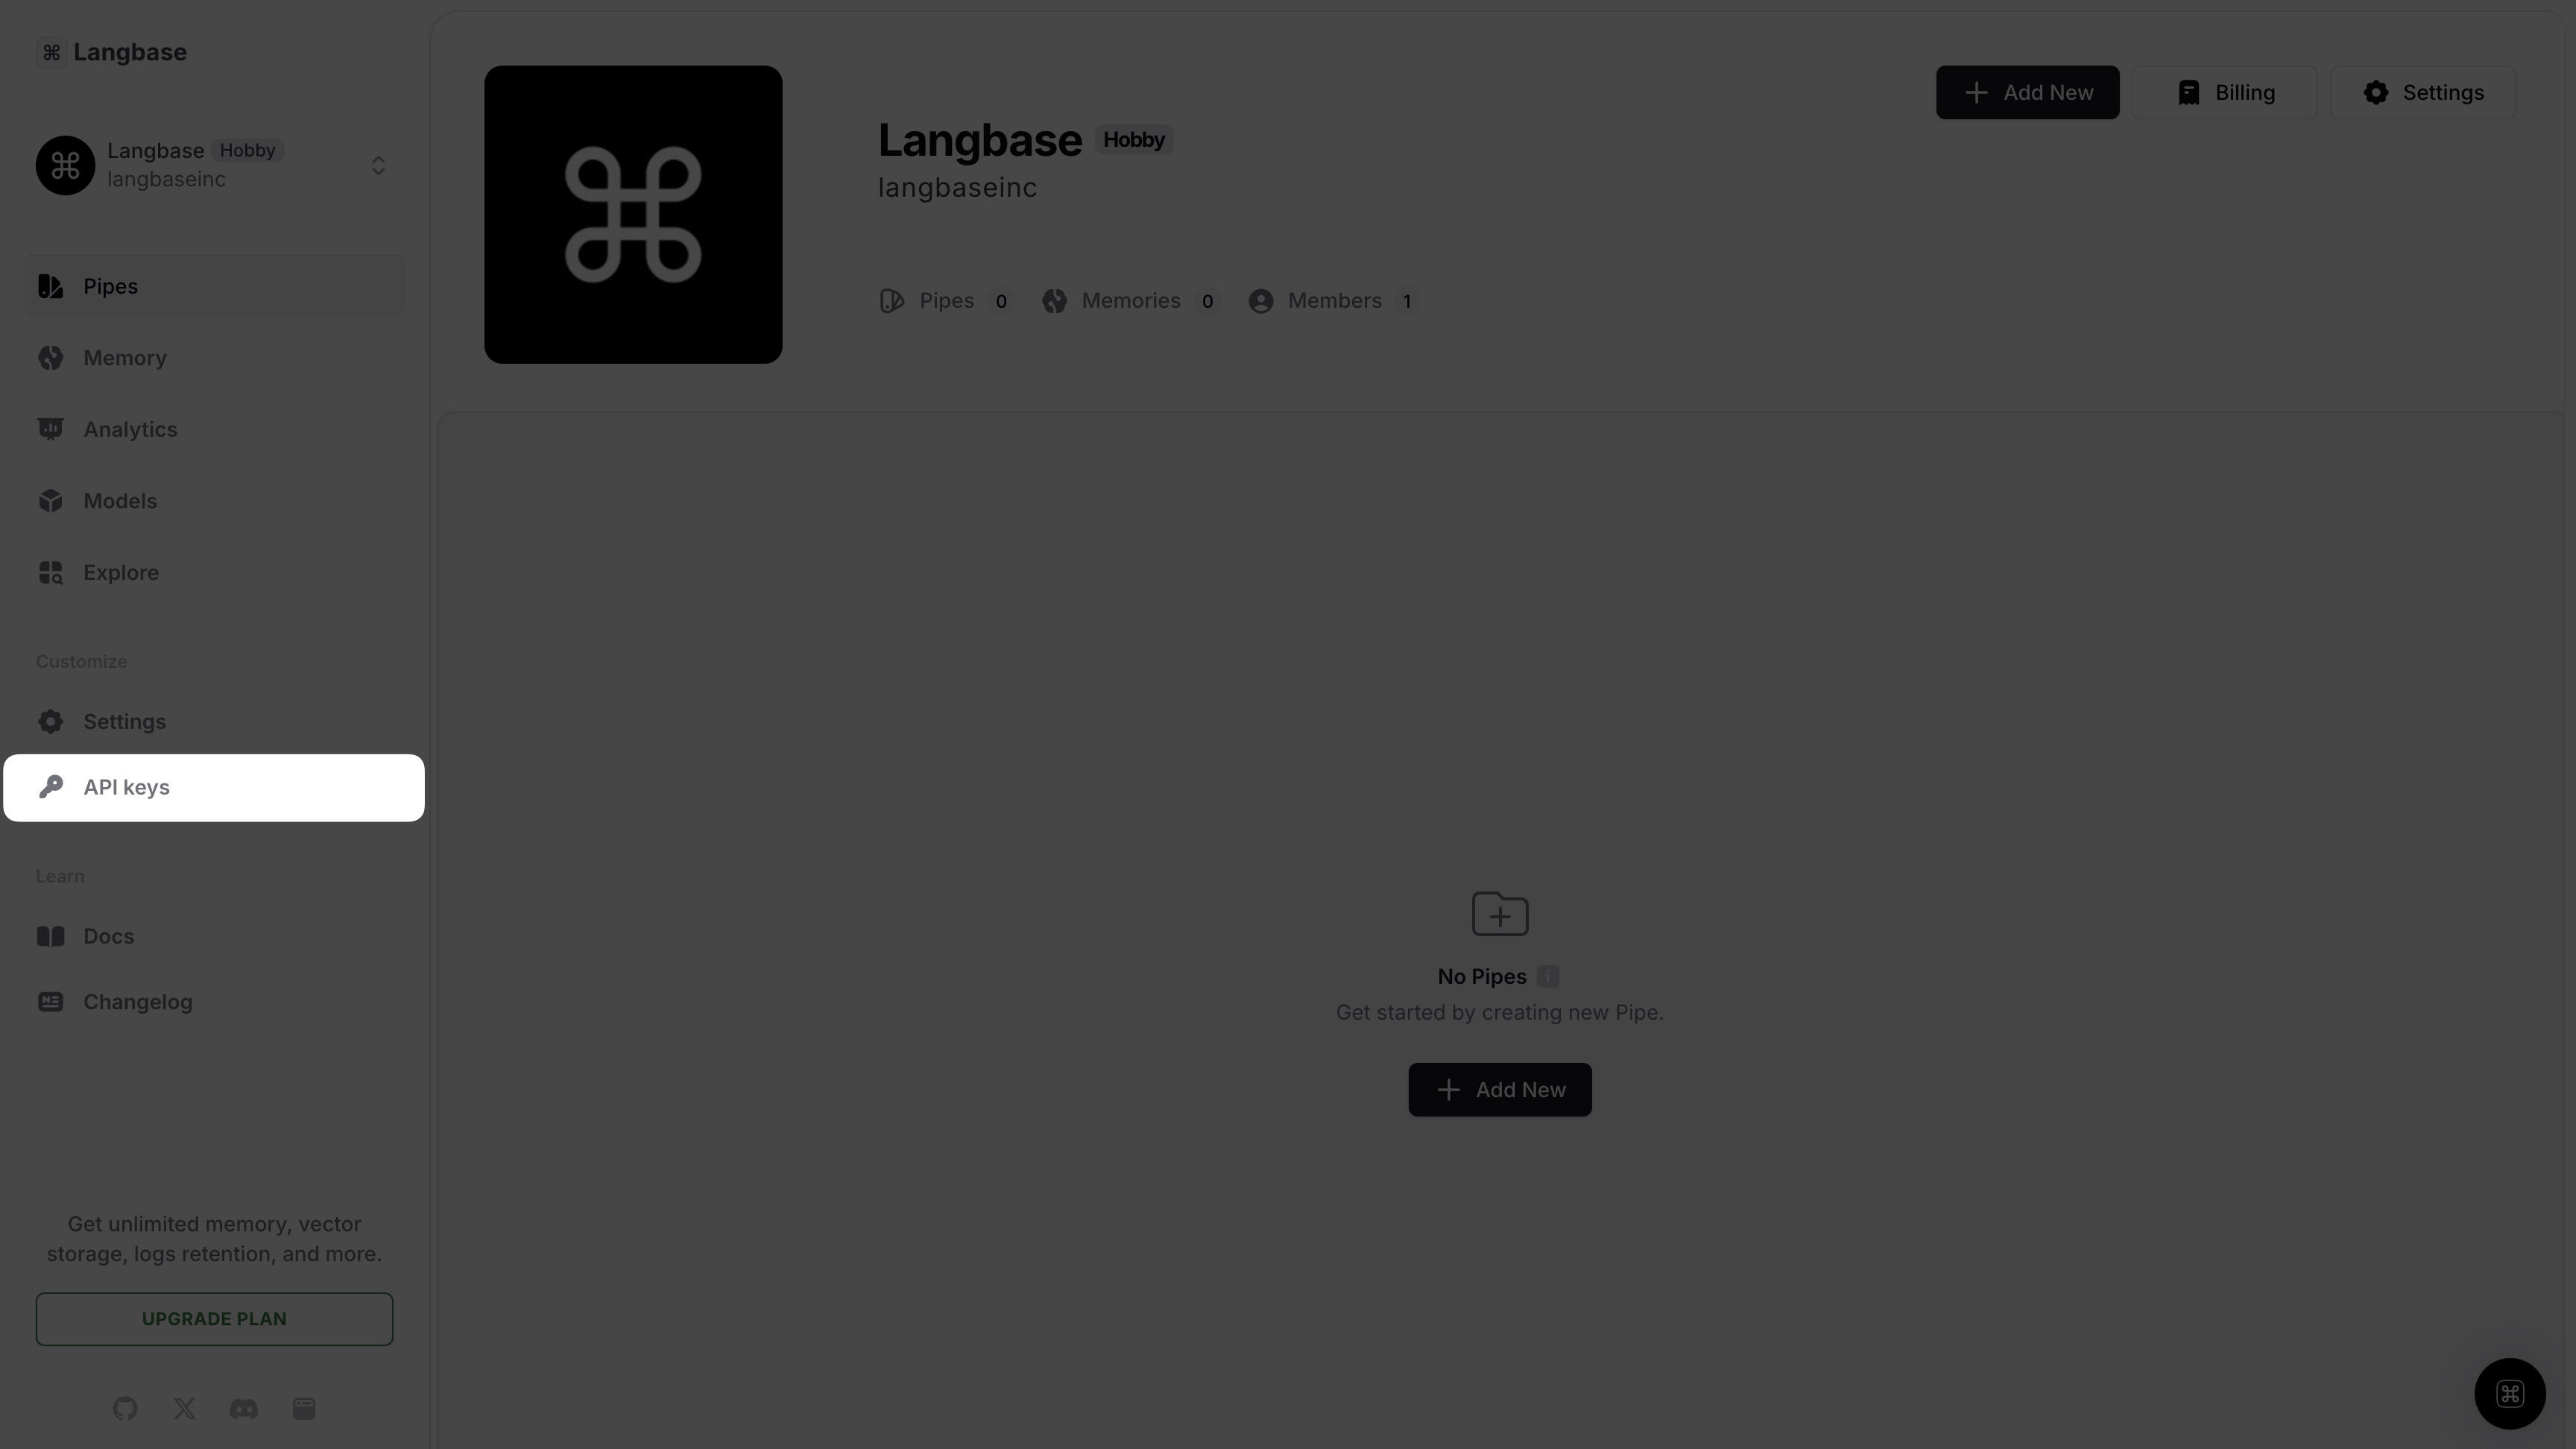 Langbase
Langbase Hobby
langbaseinc
Pipes
Memory
Analytics
Models
Explore
Customize
Settings
API keys
Learn
Docs
Changelog
Get unlimited memory, vector
storage, logs retention, and more.
UPGRADE PLAN
Add New
Billing
Settings
Langbase Hobby
langbaseinc
Pipes 0 Memories 0 Members 1
No Pipes i
Get started by creating new Pipe.
Add New